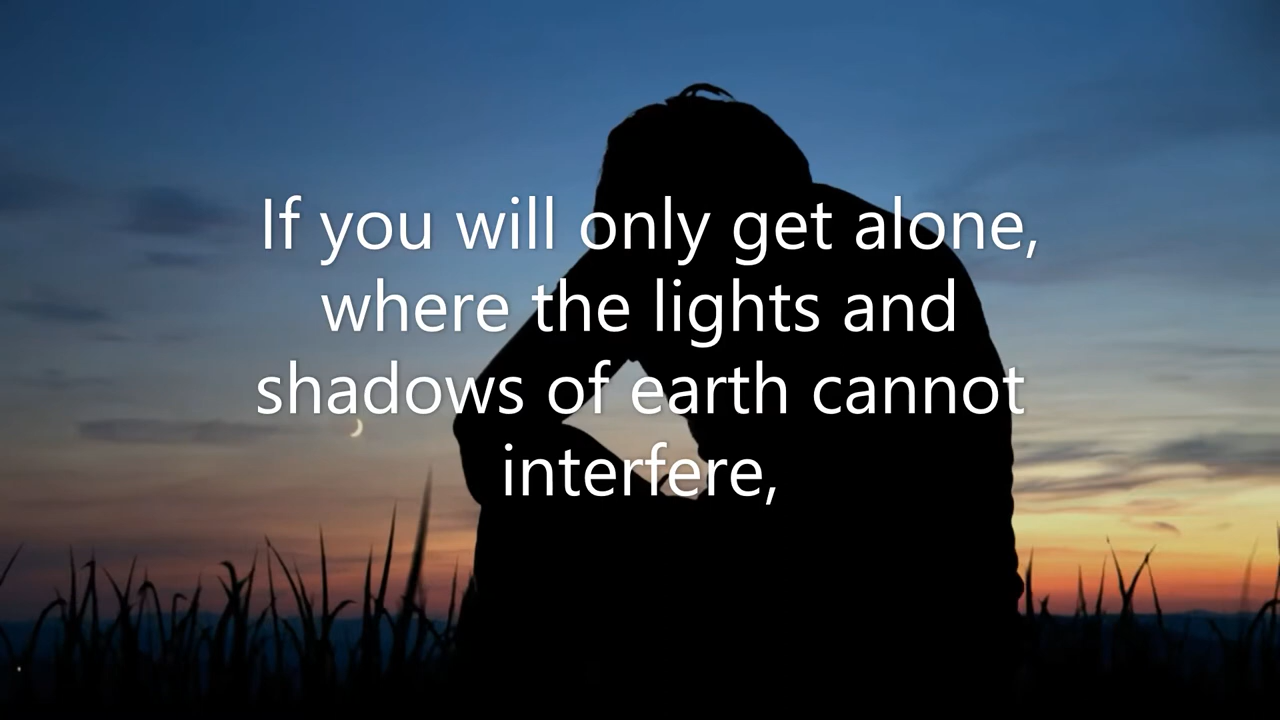 If you will only get alone,
where the lights and
shadows of earth cannot
interfere,